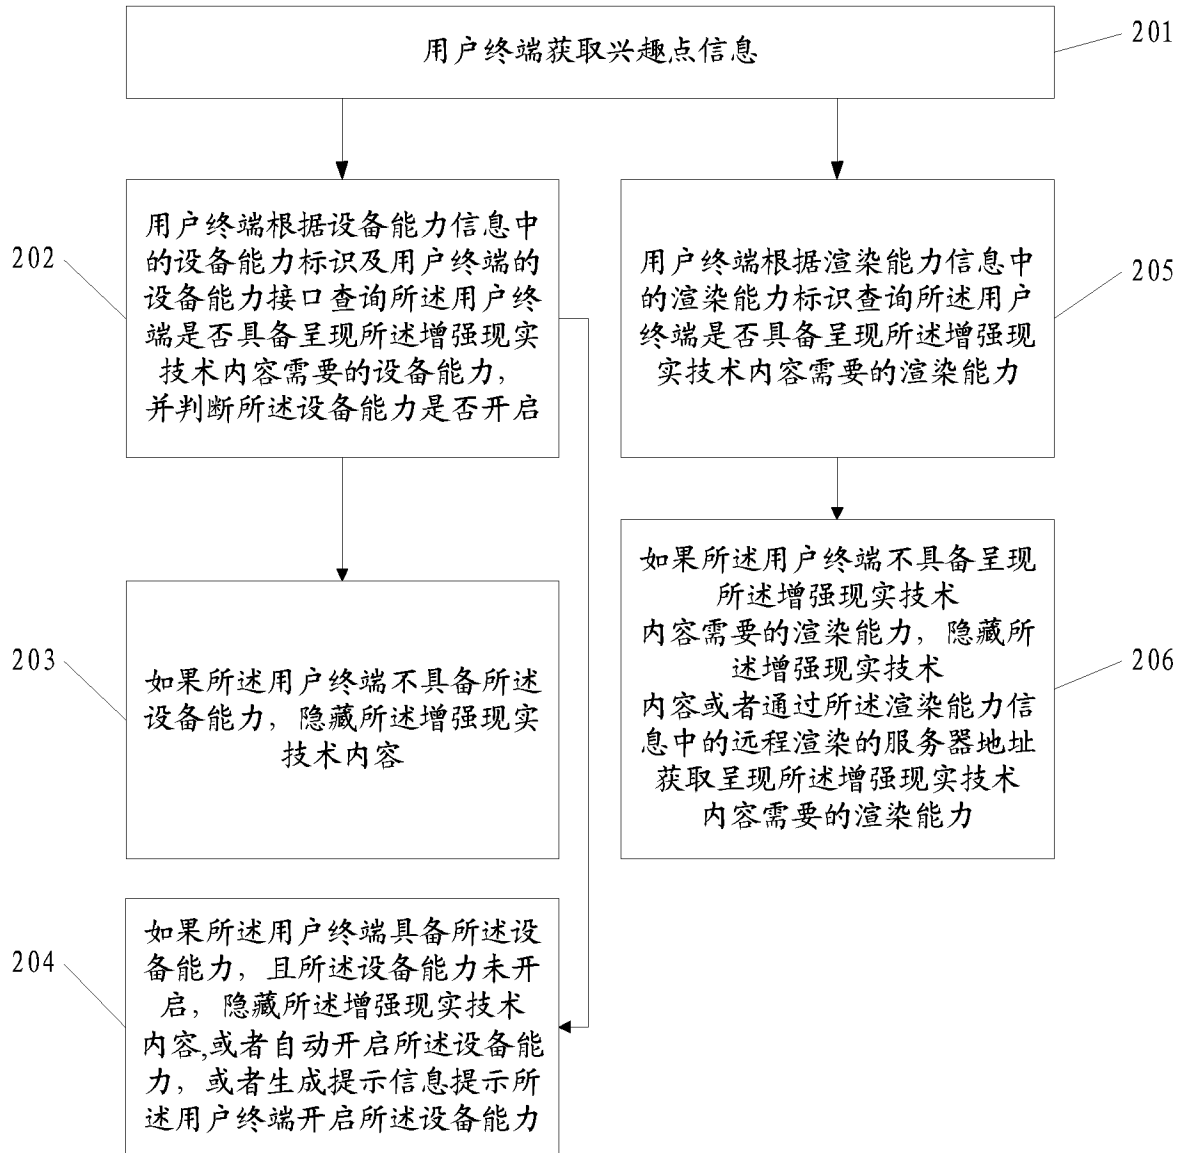 用户终端获取兴趣点信息
201
用户终端根据设备能力信息中
的设备能力标识及用户终端的
设备能力接口查询所述用户终
端是否具备呈现所述增强现实
技术内容需要的设备能力，
并判断所述设备能力是否开启
202
用户终端根据渲染能力信息中
的渲染能力标识查询所述用户
终端是否具备呈现所述增强现
实技术内容需要的渲染能力
205
如果所述用户终端不具备所述
设备能力，隐藏所述增强现实
技术内容
203
如果所述用户终端不具备呈现
所述增强现实技术
内容需要的渲染能力，隐藏所
述增强现实技术
内容或者通过所述渲染能力信
息中的远程渲染的服务器地址
获取呈现所述增强现实技术
内容需要的渲染能力
206
如果所述用户终端具备所述设
备能力，且所述设备能力未开
启，隐藏所述增强现实技术
内容,或者自动开启所述设备能
力，或者生成提示信息提示所
述用户终端开启所述设备能力
204